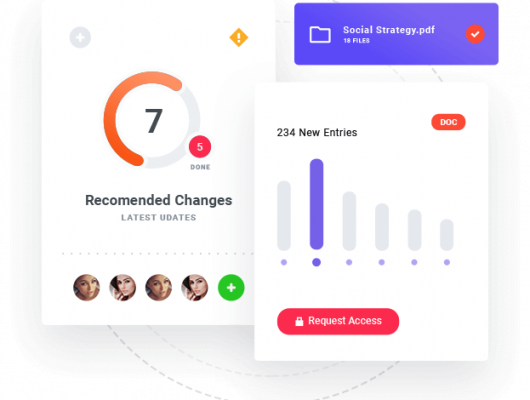 Social Strategy.pdf
18 FILES
7
5
DONE
Recomended Changes
LATEST UDATES
DOC
234 New Entries
Request Access